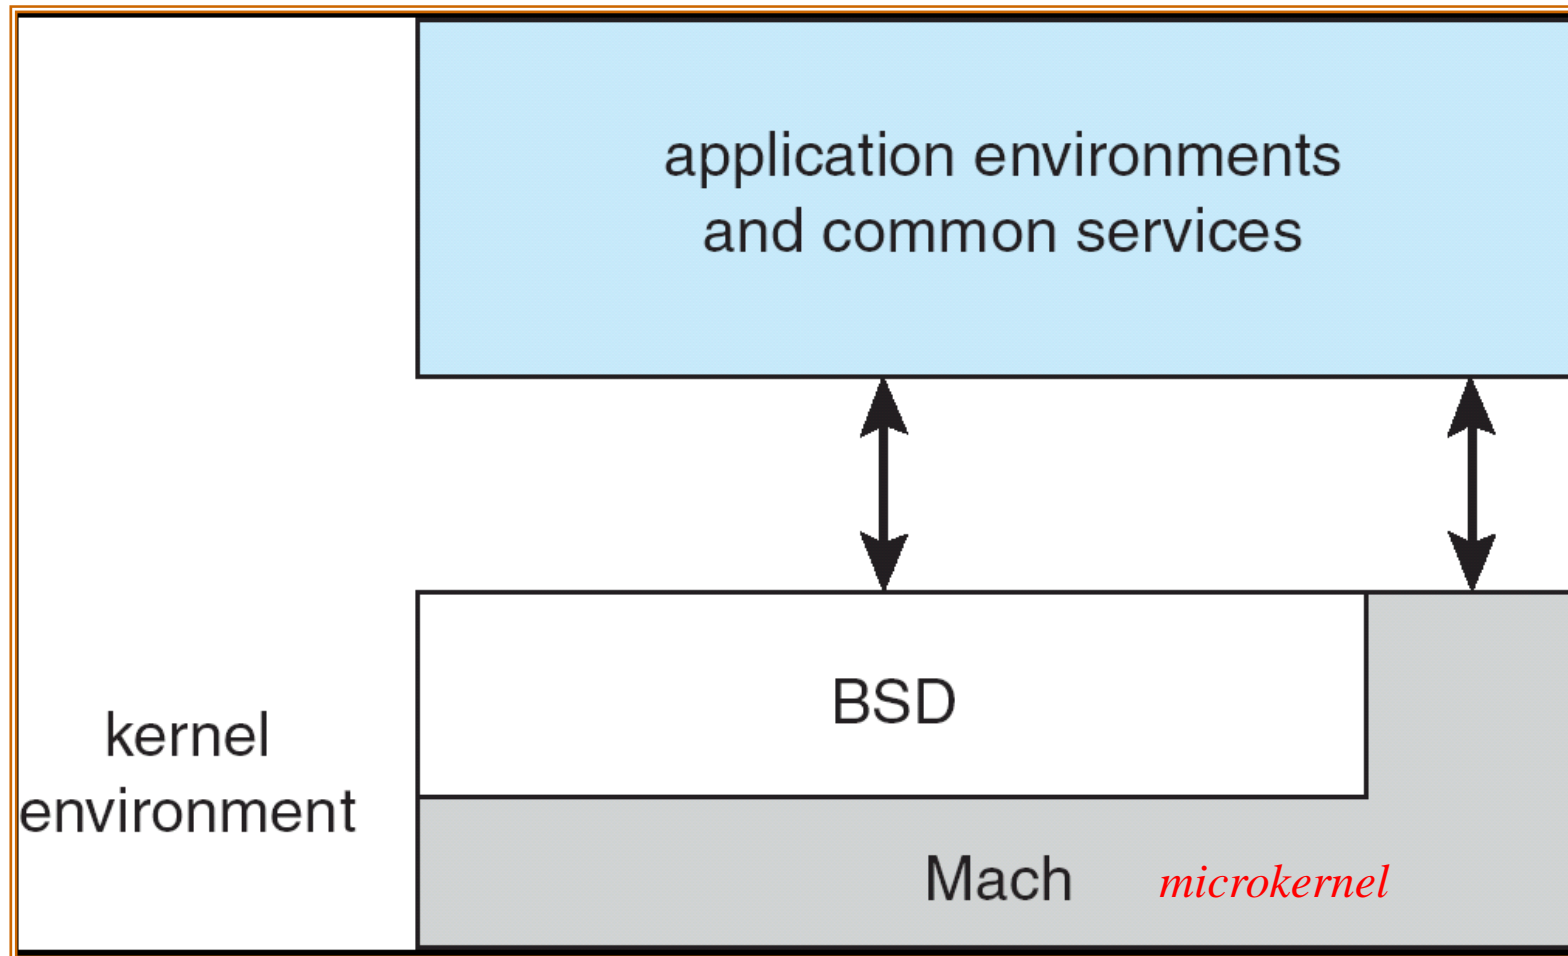 application environments
and common services
BSD
kernel
environment
Mach microkernel